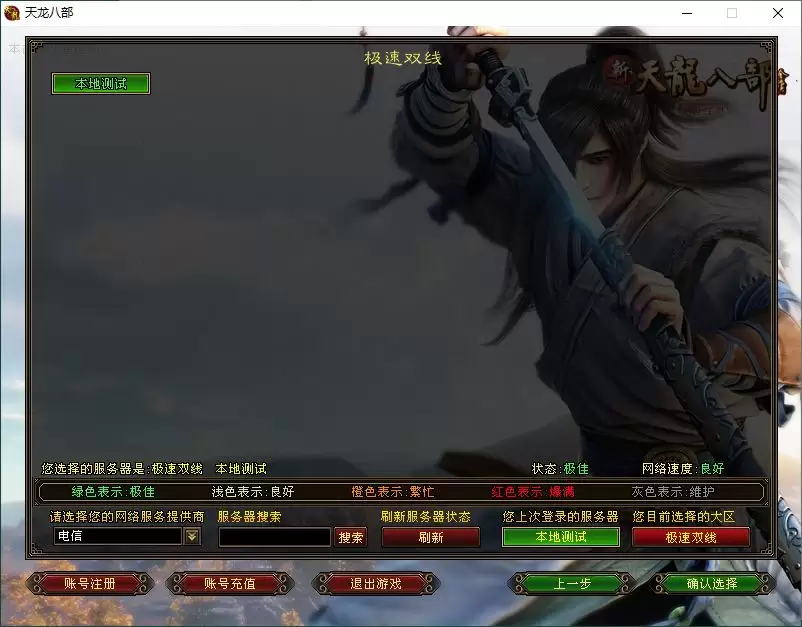 天龙八部
极速双线
本地测试
新天龍八部
您选择的服务器是:极速双线 本地测试 状态:极佳 网络速度:良好
绿色表示:极佳 浅色表示:良好 橙色表示:繁忙 红色表示:爆满 灰色表示:维护
请选择您的网络服务提供商 服务器搜索 刷新服务器状态 您上次登录的服务器 您目前选择的大区
电信 搜索 刷新 本地测试 极速双线
账号注册 账号充值 退出游戏 上一步 确认选择